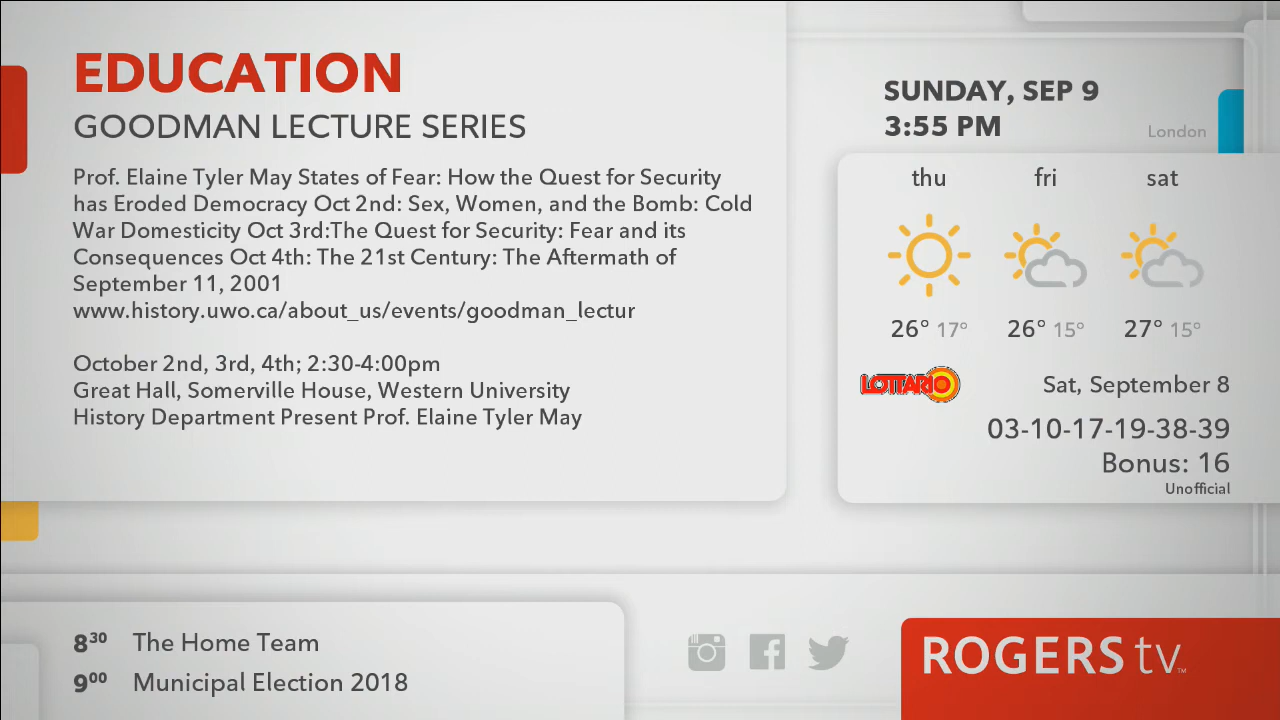 EDUCATION
GOODMAN LECTURE SERIES
Prof. Elaine Tyler May States of Fear: How the Quest for Security
has Eroded Democracy Oct 2nd: Sex, Women, and the Bomb: Cold
War Domesticity Oct 3rd:The Quest for Security: Fear and its
Consequences Oct 4th: The 21st Century: The Aftermath of
September 11, 2001
www.history.uwo.ca/about_us/events/goodman_lectur
October 2nd, 3rd, 4th; 2:30-4:00pm
Great Hall, Somerville House, Western University
History Department Present Prof. Elaine Tyler May
SUNDAY, SEP 9
3:55 PM
London
thu fri sat
26° 17° 26° 15° 27° 15°
LOTTARIO
Sat, September 8
03-10-17-19-38-39
Bonus: 16
Unofficial
8³⁰ The Home Team
9⁰⁰ Municipal Election 2018
ROGERS tv™